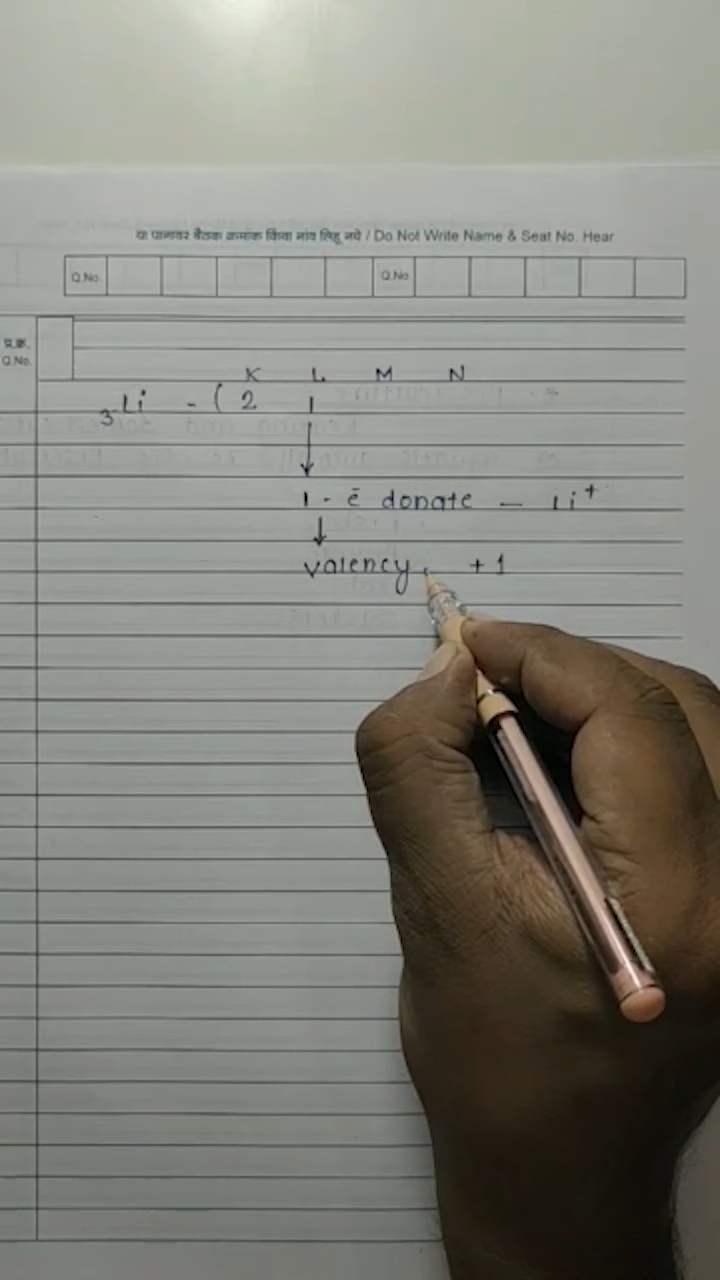 या पानावर बैठक क्रमांक किंवा नांव लिहू नये / Do Not Write Name & Seat No. Hear
Q.No. Q.No
प्र.क्र.
Q.No.
K L M N
3Li - ( 2 1
↓
1 - ē donate - Li⁺
↓
valency +1